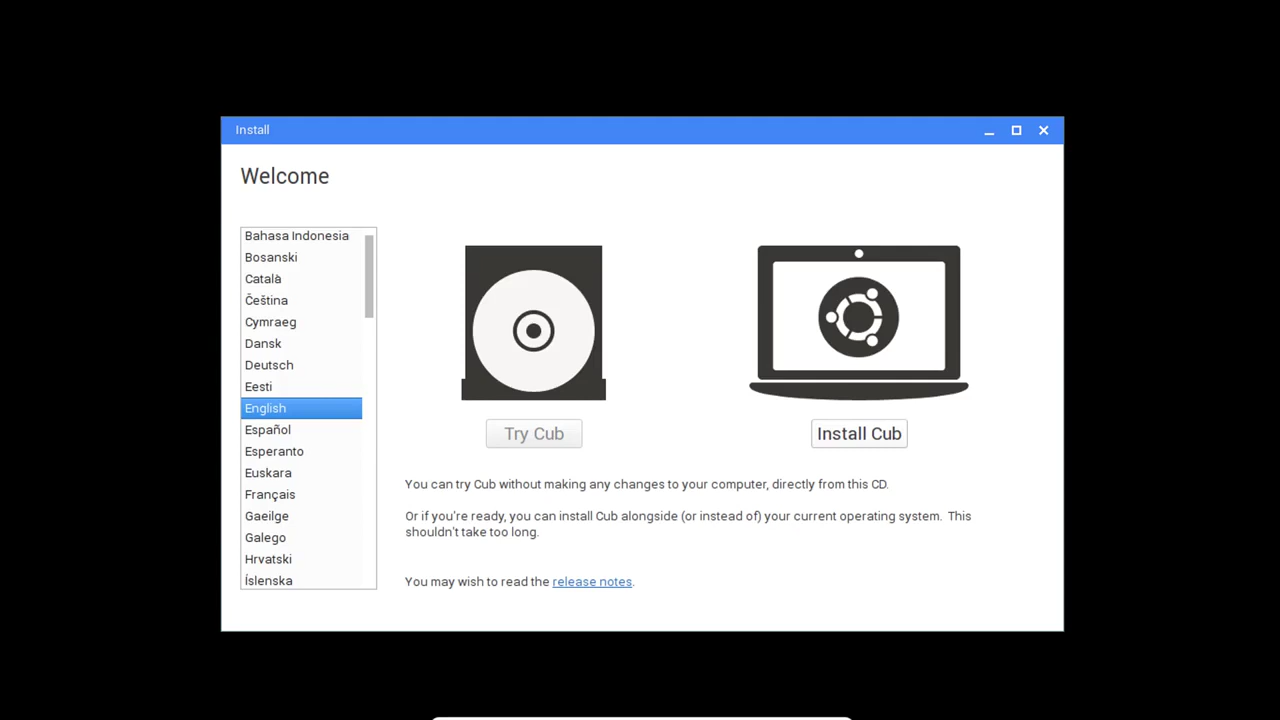 Install
Welcome
Bahasa Indonesia
Bosanski
Català
Čeština
Cymraeg
Dansk
Deutsch
Eesti
English
Español
Esperanto
Euskara
Français
Gaeilge
Galego
Hrvatski
Íslenska
Try Cub
Install Cub
You can try Cub without making any changes to your computer, directly from this CD.
Or if you're ready, you can install Cub alongside (or instead of) your current operating system.  This
shouldn't take too long.
You may wish to read the release notes.